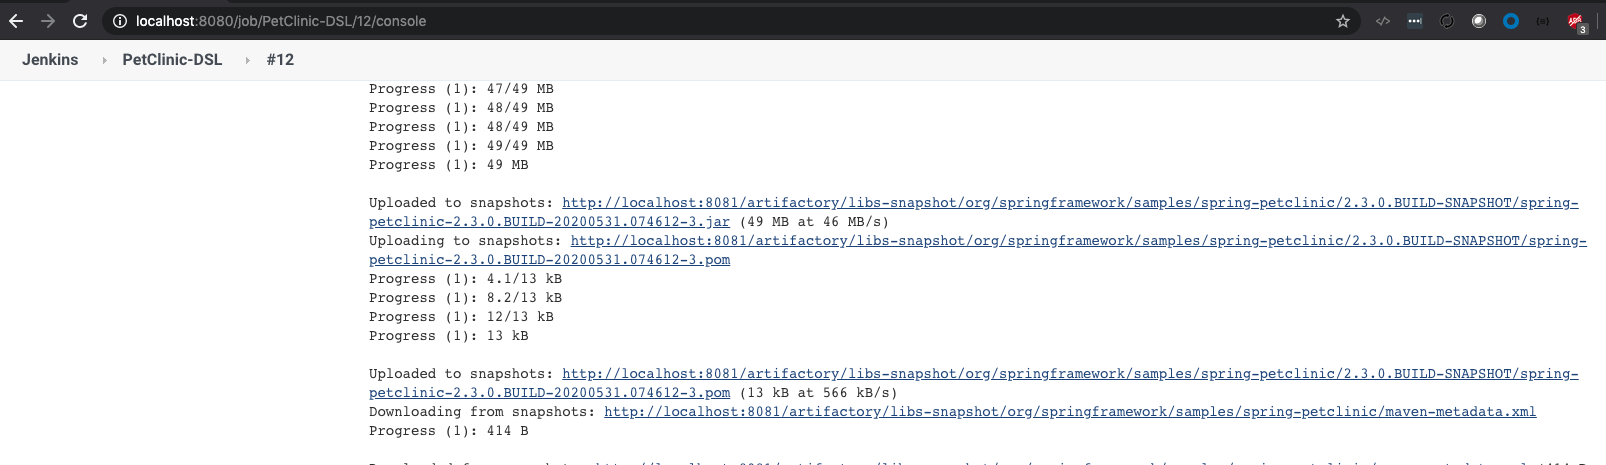 localhost:8080/job/PetClinic-DSL/12/console
3
Jenkins PetClinic-DSL #12
Progress (1): 47/49 MB
Progress (1): 48/49 MB
Progress (1): 48/49 MB
Progress (1): 49/49 MB
Progress (1): 49 MB
Uploaded to snapshots: http://localhost:8081/artifactory/libs-snapshot/org/springframework/samples/spring-petclinic/2.3.0.BUILD-SNAPSHOT/spring-
petclinic-2.3.0.BUILD-20200531.074612-3.jar (49 MB at 46 MB/s)
Uploading to snapshots: http://localhost:8081/artifactory/libs-snapshot/org/springframework/samples/spring-petclinic/2.3.0.BUILD-SNAPSHOT/spring-
petclinic-2.3.0.BUILD-20200531.074612-3.pom
Progress (1): 4.1/13 kB
Progress (1): 8.2/13 kB
Progress (1): 12/13 kB
Progress (1): 13 kB
Uploaded to snapshots: http://localhost:8081/artifactory/libs-snapshot/org/springframework/samples/spring-petclinic/2.3.0.BUILD-SNAPSHOT/spring-
petclinic-2.3.0.BUILD-20200531.074612-3.pom (13 kB at 566 kB/s)
Downloading from snapshots: http://localhost:8081/artifactory/libs-snapshot/org/springframework/samples/spring-petclinic/maven-metadata.xml
Progress (1): 414 B